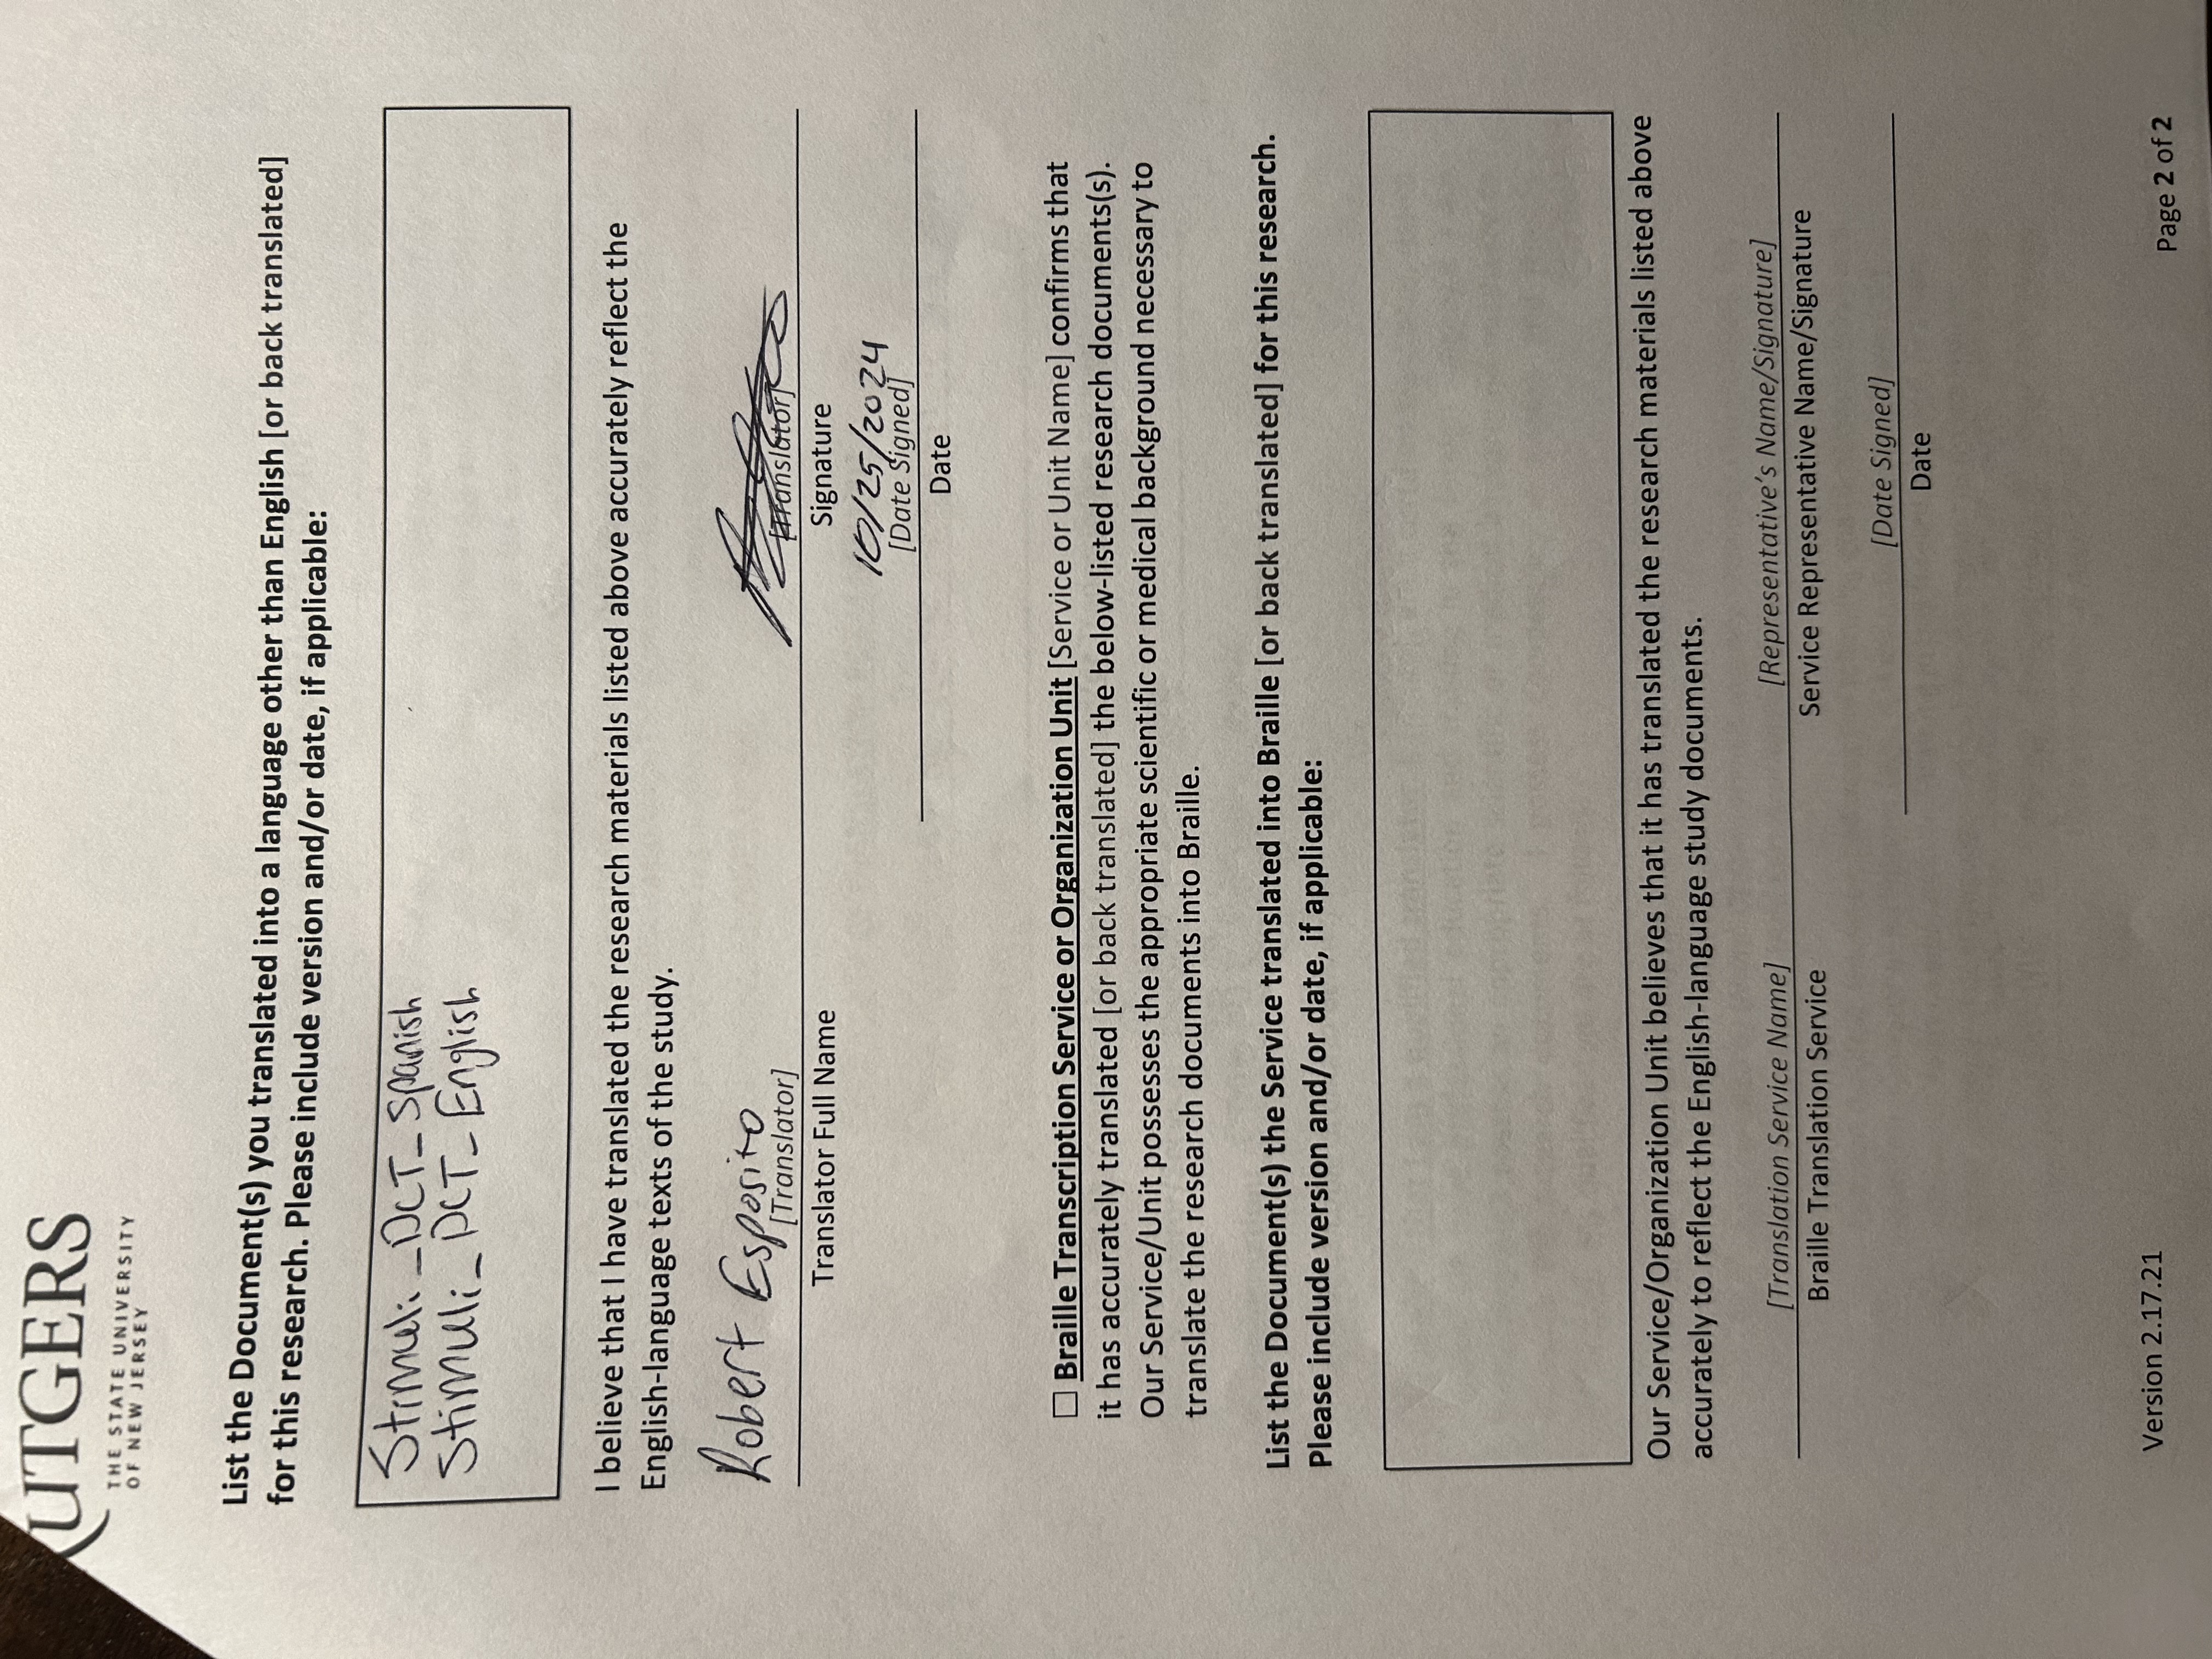 RUTGERS
THE STATE UNIVERSITY
OF NEW JERSEY
List the Document(s) you translated into a language other than English [or back translated]
for this research. Please include version and/or date, if applicable:
Stimuli_DCT_Spanish
Stimuli_DCT_English
I believe that I have translated the research materials listed above accurately reflect the
English-language texts of the study.
Robert Esposito
[Translator] [Translator]
Translator Full Name Signature
10/25/2024
[Date Signed]
Date
☐ Braille Transcription Service or Organization Unit [Service or Unit Name] confirms that
it has accurately translated [or back translated] the below-listed research documents(s).
Our Service/Unit possesses the appropriate scientific or medical background necessary to
translate the research documents into Braille.
List the Document(s) the Service translated into Braille [or back translated] for this research.
Please include version and/or date, if applicable:
Our Service/Organization Unit believes that it has translated the research materials listed above
accurately to reflect the English-language study documents.
[Translation Service Name] [Representative's Name/Signature]
Braille Translation Service Service Representative Name/Signature
[Date Signed]
Date
Version 2.17.21 Page 2 of 2